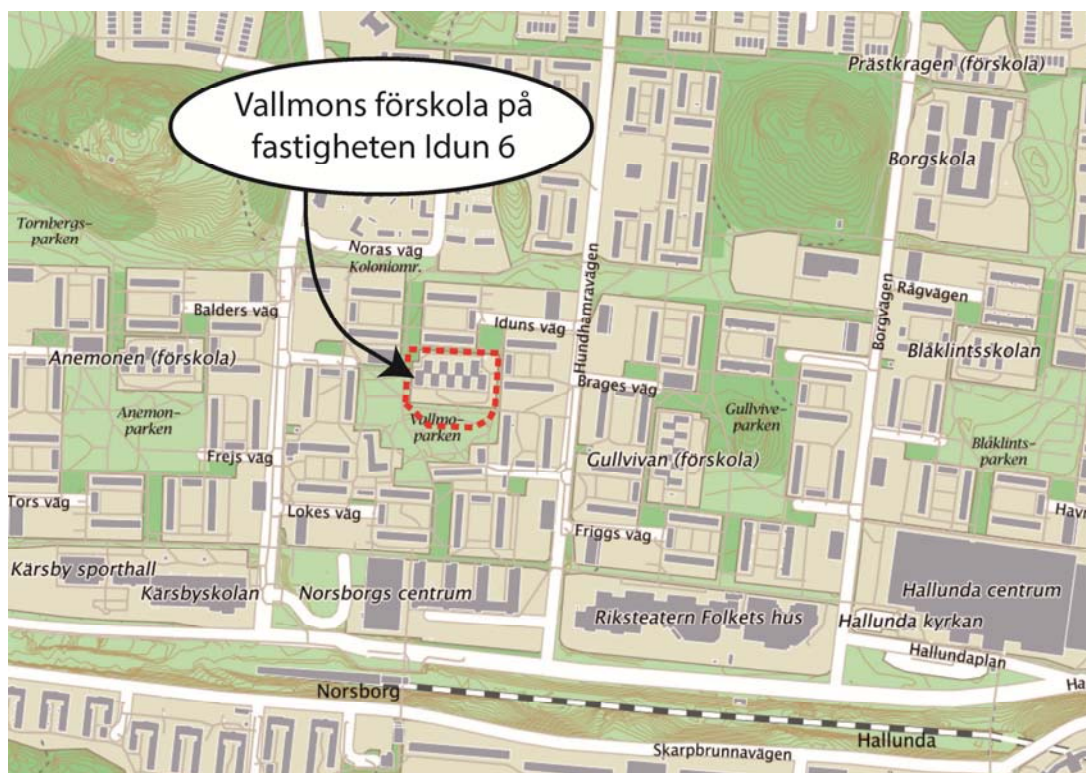 Prästkragen (förskola)
Vallmons förskola på
fastigheten Idun 6
Borgskola
Tornbergs-
parken
Noras väg
Koloniomr.
Hundhamravägen
Borgvägen
Rågvägen
Balders väg
Iduns väg
Anemonen (förskola)
Blåklintsskolan
Brages väg
Anemon-
parken
Vallmo-
parken
Gullvive-
parken
Blåklints-
parken
Frejs väg
Gullvivan (förskola)
Tors väg
Lokes väg
Friggs väg
Havr
Kärsby sporthall
Kärsbyskolan
Norsborgs centrum
Riksteatern Folkets hus
Hallunda centrum
Hallunda kyrkan
Hallundaplan
Ha
Norsborg
Hallunda
Skarpbrunnavägen